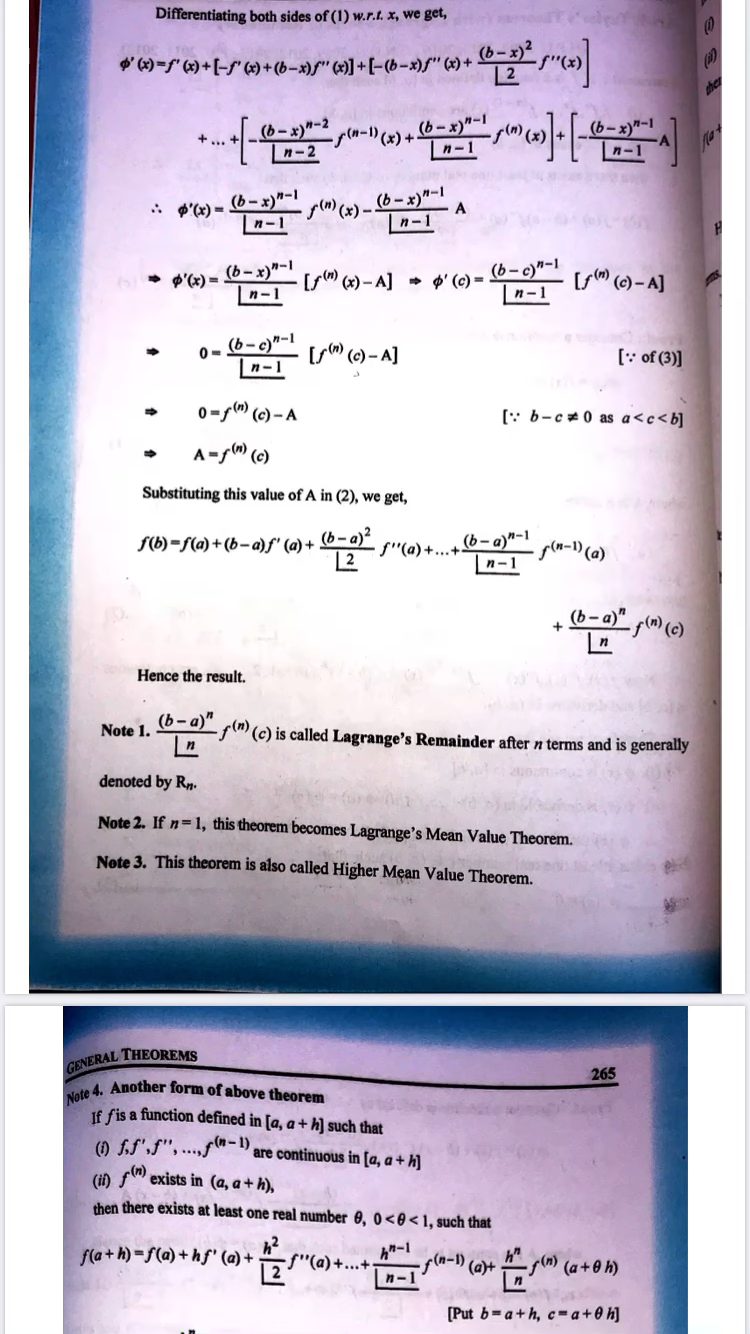 Differentiating both sides of (1) w.r.t. x, we get,
φ' (x)=f' (x)+[-f' (x)+(b-x)f'' (x)]+[-(b-x)f'' (x)+ (b-x)²/⌊2 f'''(x)]
+...+[-(b-x)ⁿ⁻²/⌊n-2 f⁽ⁿ⁻¹⁾(x)+ (b-x)ⁿ⁻¹/⌊n-1 f⁽ⁿ⁾(x)]+[-(b-x)ⁿ⁻¹/⌊n-1 A]
∴ φ'(x)= (b-x)ⁿ⁻¹/⌊n-1 f⁽ⁿ⁾(x)- (b-x)ⁿ⁻¹/⌊n-1 A
⇒ φ'(x)= (b-x)ⁿ⁻¹/⌊n-1 [f⁽ⁿ⁾ (x)-A] ⇒ φ' (c)= (b-c)ⁿ⁻¹/⌊n-1 [f⁽ⁿ⁾ (c)-A]
⇒ 0= (b-c)ⁿ⁻¹/⌊n-1 [f⁽ⁿ⁾ (c)-A] [∵ of (3)]
⇒ 0=f⁽ⁿ⁾ (c)-A [∵ b-c≠0 as a<c<b]
⇒ A=f⁽ⁿ⁾ (c)
Substituting this value of A in (2), we get,
f(b)=f(a)+(b-a)f' (a)+ (b-a)²/⌊2 f''(a)+...+ (b-a)ⁿ⁻¹/⌊n-1 f⁽ⁿ⁻¹⁾(a)
+ (b-a)ⁿ/⌊n f⁽ⁿ⁾(c)
Hence the result.
Note 1. (b-a)ⁿ/⌊n f⁽ⁿ⁾(c) is called Lagrange's Remainder after n terms and is generally
denoted by Rₙ.
Note 2. If n=1, this theorem becomes Lagrange's Mean Value Theorem.
Note 3. This theorem is also called Higher Mean Value Theorem.
(i)
(ii)
f(a+
GENERAL THEOREMS 265
Note 4. Another form of above theorem
If f is a function defined in [a, a+h] such that
(i) f,f',f'', ...,f⁽ⁿ⁻¹⁾ are continuous in [a, a+h]
(ii) f⁽ⁿ⁾ exists in (a, a+h),
then there exists at least one real number θ, 0<θ<1, such that
f(a+h)=f(a)+hf' (a)+ h²/⌊2 f''(a)+...+ hⁿ⁻¹/⌊n-1 f⁽ⁿ⁻¹⁾ (a)+ hⁿ/⌊n f⁽ⁿ⁾ (a+θ h)
[Put b=a+h, c=a+θ h]